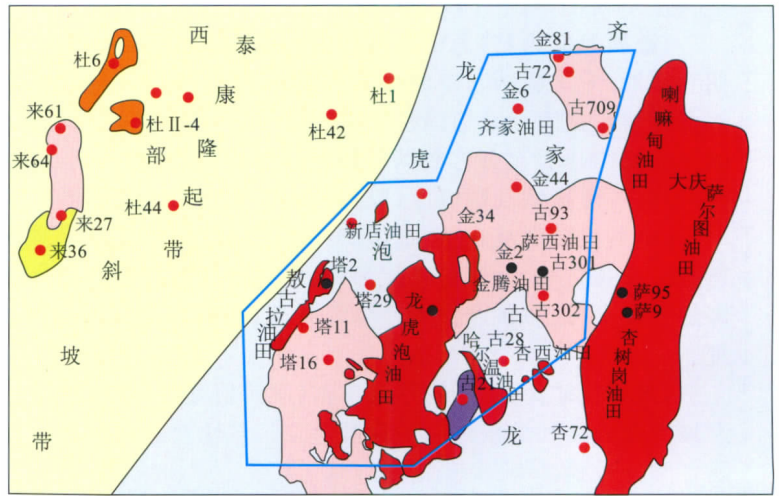 西部斜坡带
泰康隆起带
齐家
龙虎泡
古龙
杜6
杜Ⅱ-4
杜1
杜42
杜44
来61
来64
来27
来36
金81
古72
金6
古709
齐家油田
金44
金34
古93
萨西油田
金2
古301
金腾油田
古302
新店油田
塔2
塔29
敖古拉油田
塔11
塔16
龙虎泡油田
哈尔温油田
古28
杏西油田
古21
杏72
喇嘛甸油田
大庆
萨尔图油田
萨95
萨9
杏树岗油田